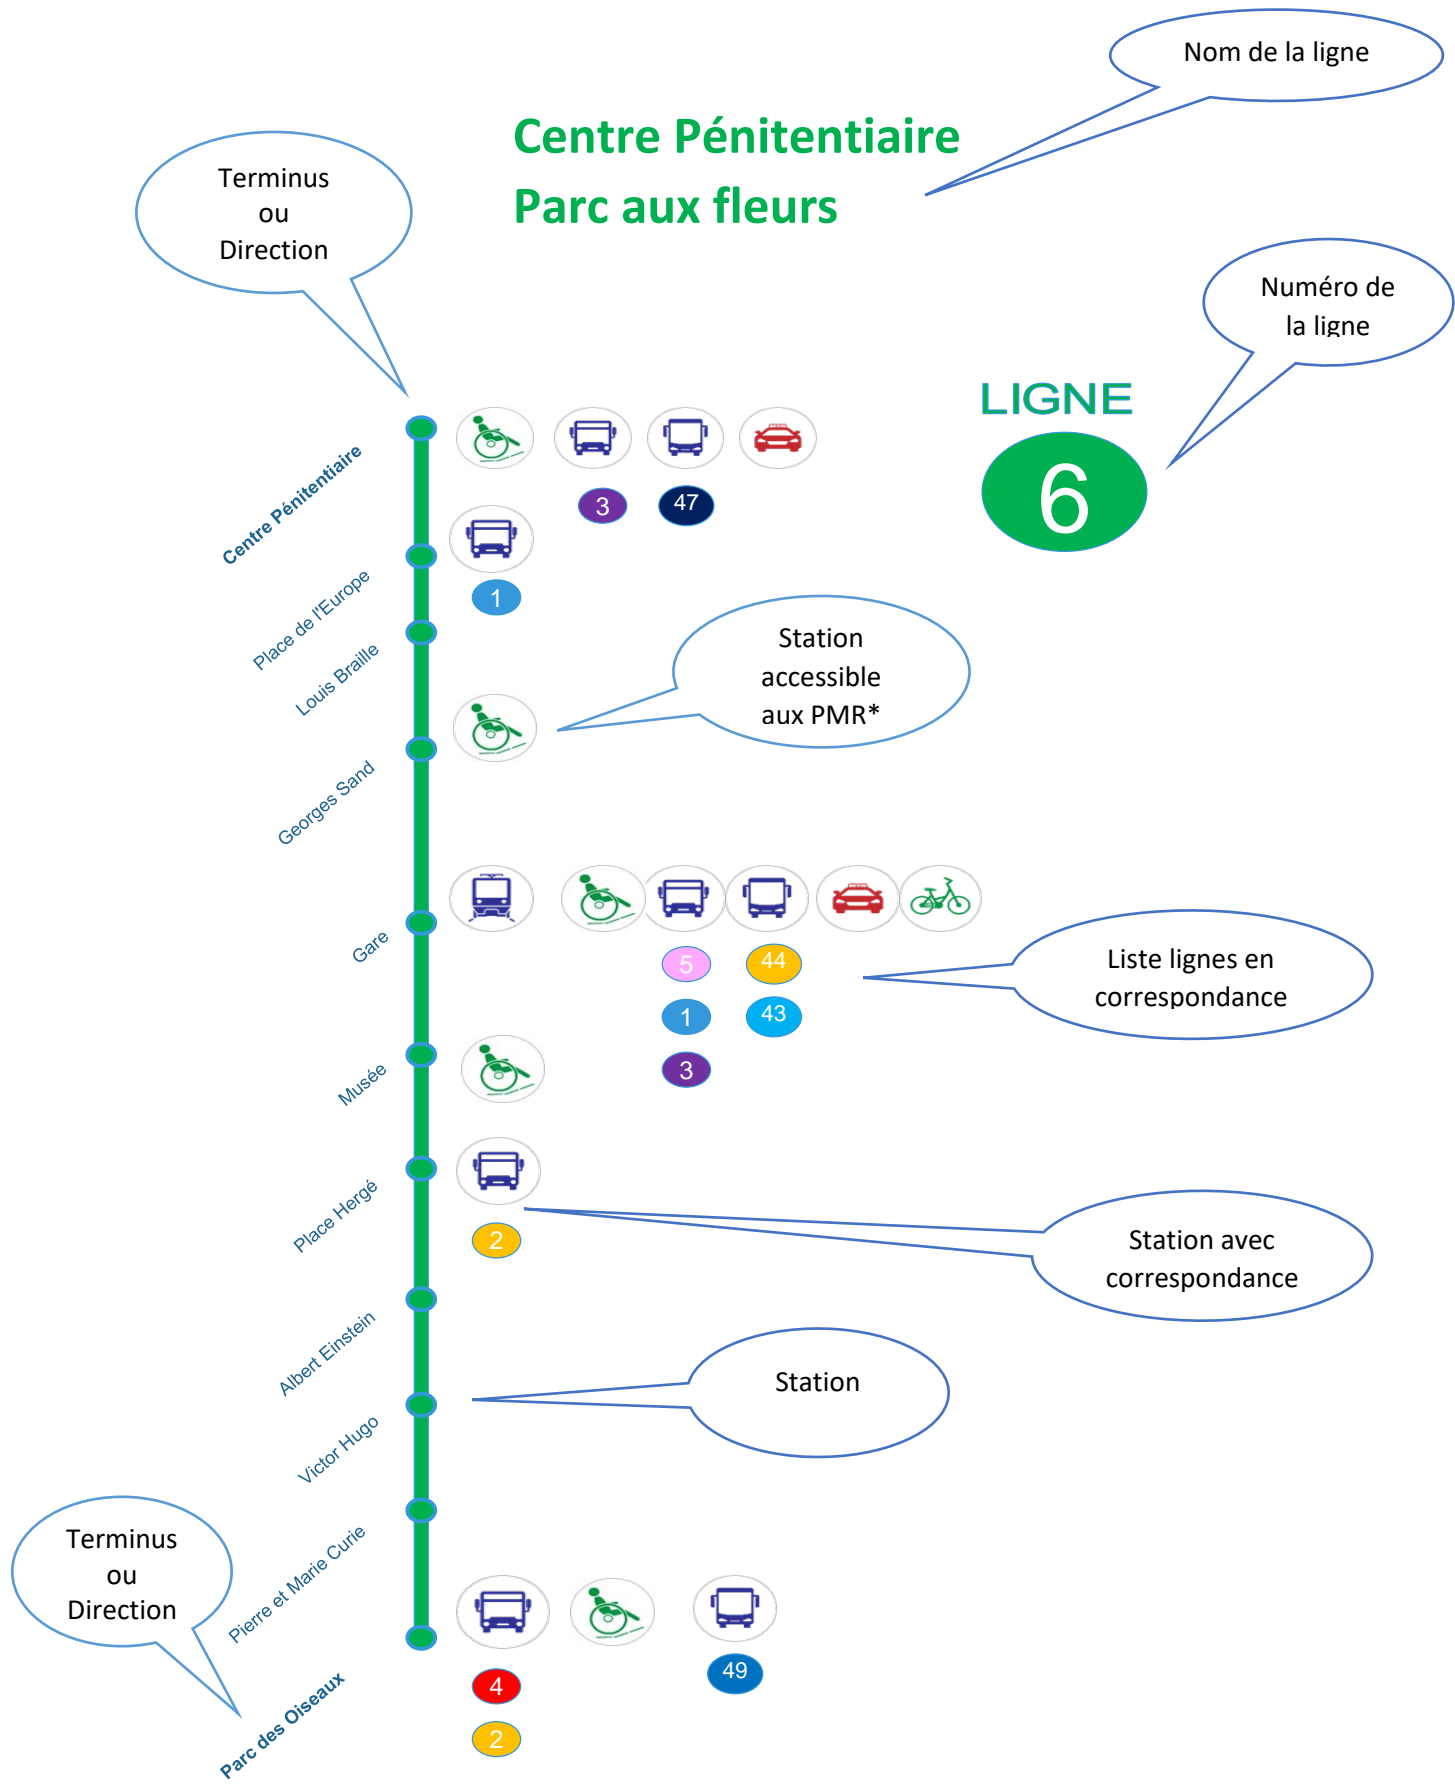 Nom de la ligne
Centre Pénitentiaire
Parc aux fleurs
Terminus
ou
Direction
Numéro de
la ligne
LIGNE
6
Centre Pénitentiaire
3
47
Place de l'Europe
1
Louis Braille
Station
accessible
aux PMR*
Georges Sand
Gare
5
44
1
43
3
Liste lignes en
correspondance
Musée
Place Hergé
2
Station avec
correspondance
Albert Einstein
Station
Victor Hugo
Terminus
ou
Direction
Pierre et Marie Curie
Parc des Oiseaux
4
49
2